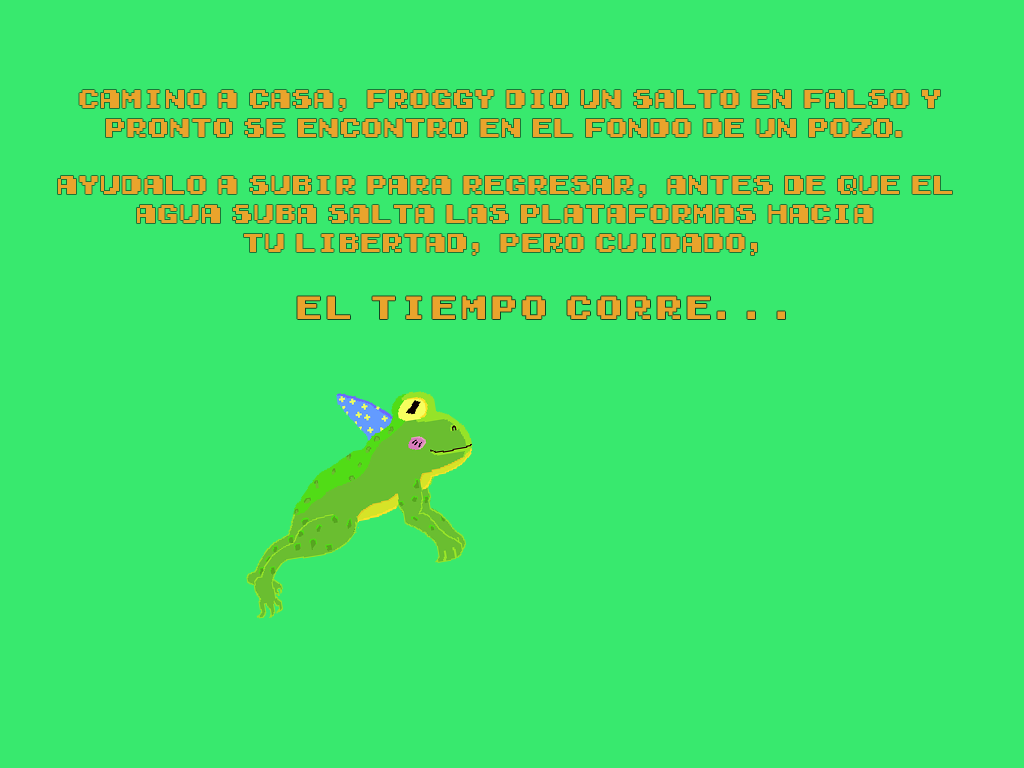 CAMINO A CASA, FROGGY DIO UN SALTO EN FALSO Y
PRONTO SE ENCONTRO EN EL FONDO DE UN POZO.
AYUDALO A SUBIR PARA REGRESAR, ANTES DE QUE EL
AGUA SUBA SALTA LAS PLATAFORMAS HACIA
TU LIBERTAD, PERO CUIDADO,
EL TIEMPO CORRE...